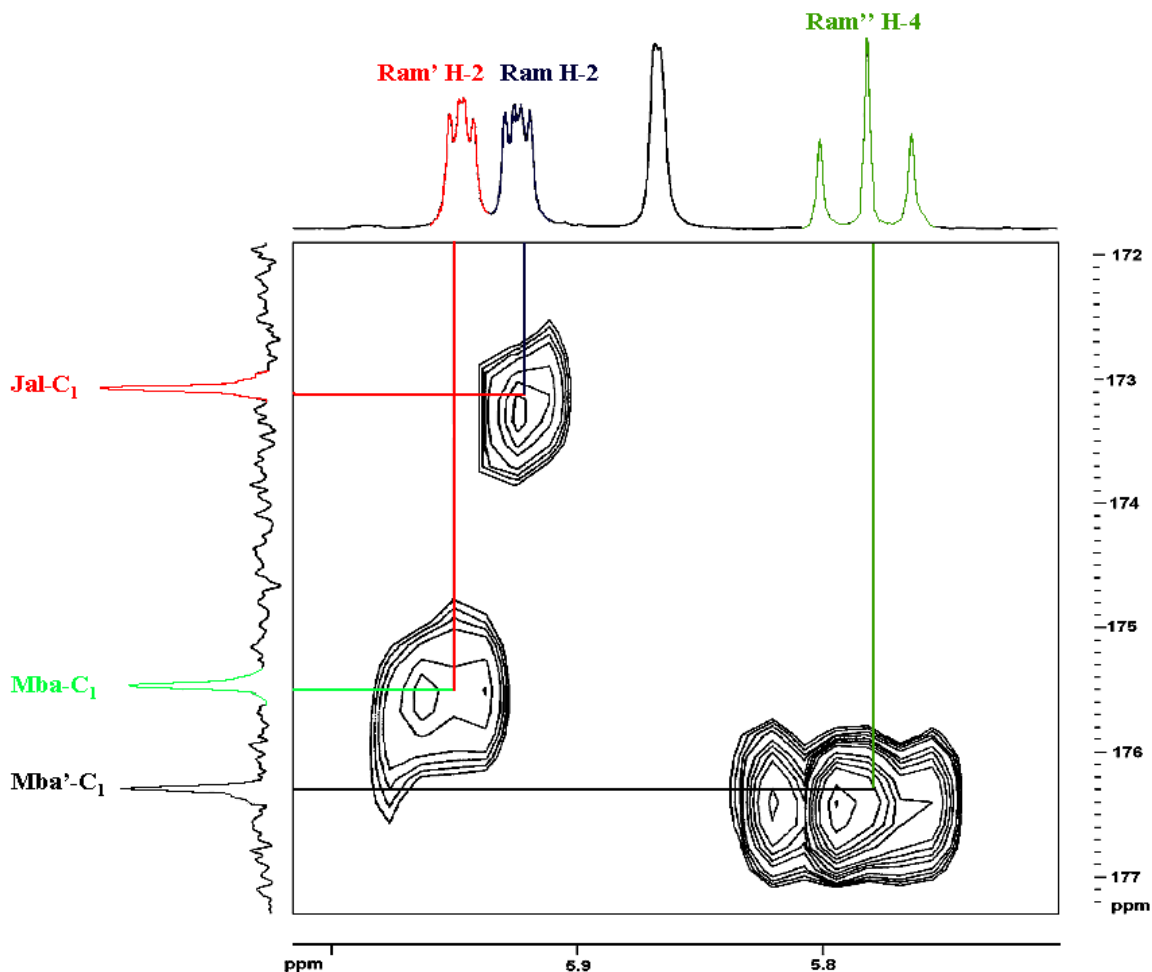 Ram’’ H-4
Ram’ H-2 Ram H-2
172
Jal-C1
173
174
175
Mba-C1
176
Mba’-C1
177
ppm
ppm
5.9
5.8